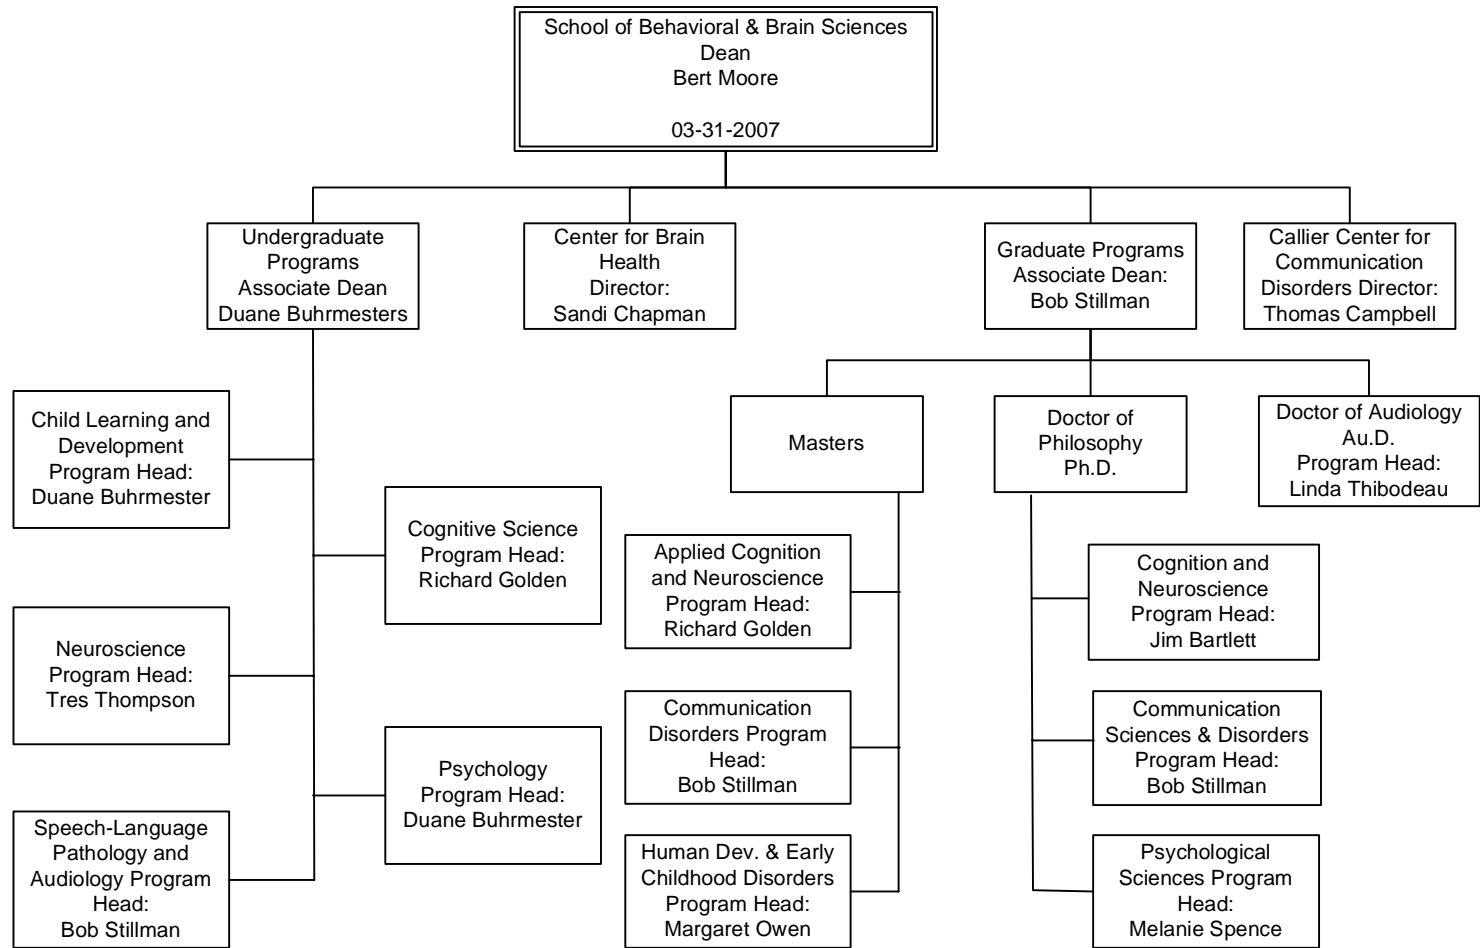 School of Behavioral & Brain Sciences
Dean
Bert Moore
03-31-2007
Undergraduate
Programs
Associate Dean
Duane Buhrmesters
Center for Brain
Health
Director:
Sandi Chapman
Graduate Programs
Associate Dean:
Bob Stillman
Callier Center for
Communication
Disorders Director:
Thomas Campbell
Child Learning and
Development
Program Head:
Duane Buhrmester
Cognitive Science
Program Head:
Richard Golden
Neuroscience
Program Head:
Tres Thompson
Psychology
Program Head:
Duane Buhrmester
Speech-Language
Pathology and
Audiology Program
Head:
Bob Stillman
Masters
Doctor of
Philosophy
Ph.D.
Doctor of Audiology
Au.D.
Program Head:
Linda Thibodeau
Applied Cognition
and Neuroscience
Program Head:
Richard Golden
Communication
Disorders Program
Head:
Bob Stillman
Human Dev. & Early
Childhood Disorders
Program Head:
Margaret Owen
Cognition and
Neuroscience
Program Head:
Jim Bartlett
Communication
Sciences & Disorders
Program Head:
Bob Stillman
Psychological
Sciences Program
Head:
Melanie Spence